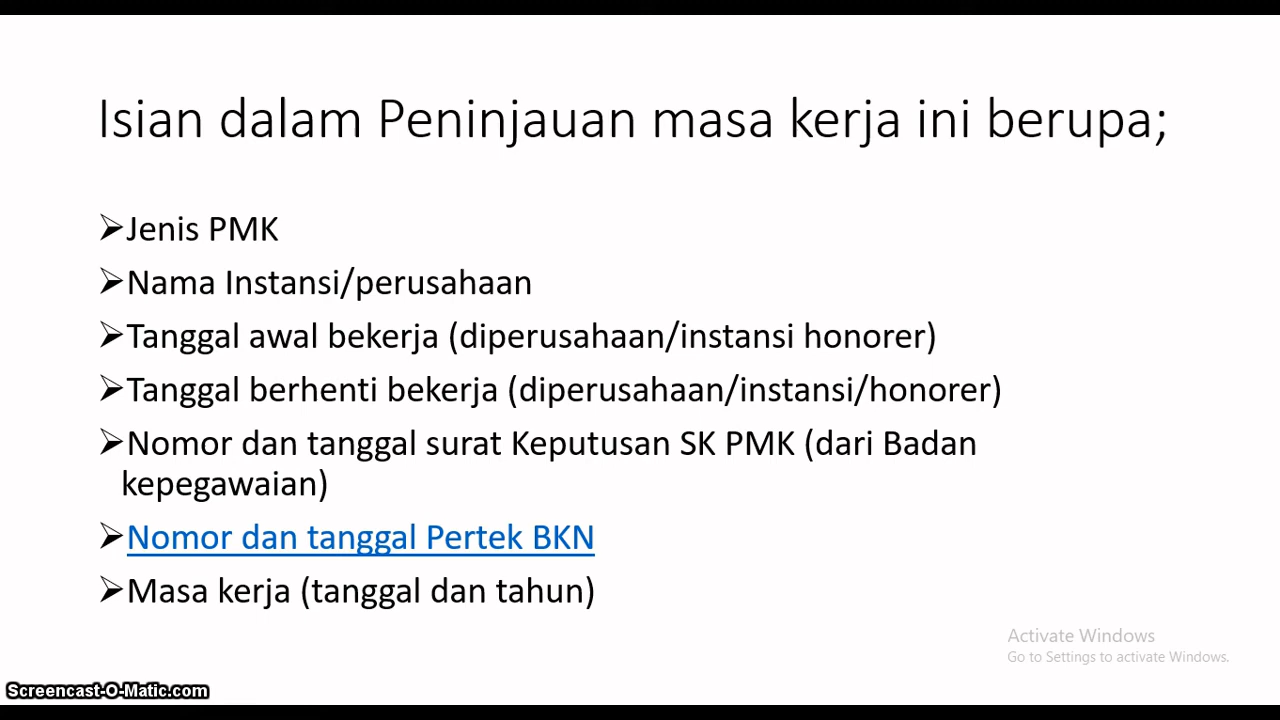 Isian dalam Peninjauan masa kerja ini berupa;
➢Jenis PMK
➢Nama Instansi/perusahaan
➢Tanggal awal bekerja (diperusahaan/instansi honorer)
➢Tanggal berhenti bekerja (diperusahaan/instansi/honorer)
➢Nomor dan tanggal surat Keputusan SK PMK (dari Badan
kepegawaian)
➢Nomor dan tanggal Pertek BKN
➢Masa kerja (tanggal dan tahun)
Activate Windows
Go to Settings to activate Windows.
Screencast-O-Matic.com